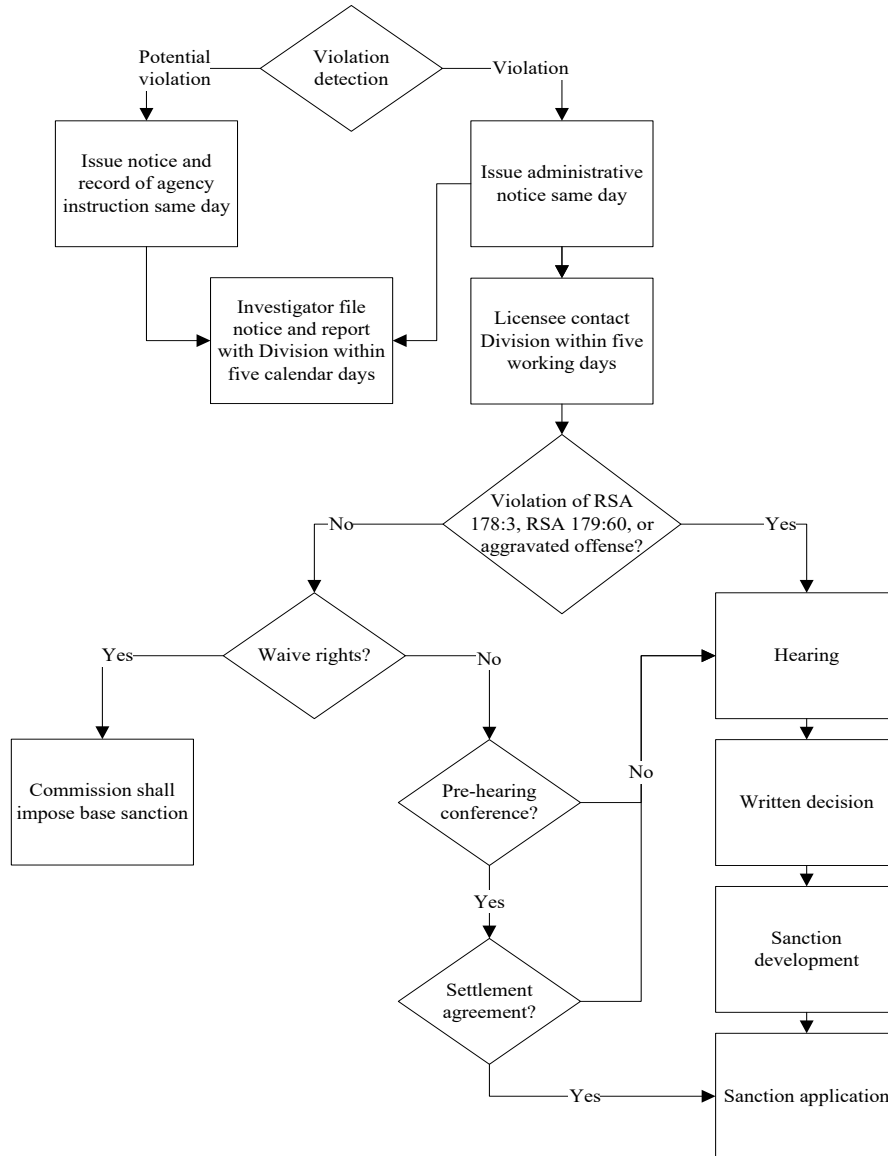 Violation
detection
Potential
violation
Violation
Issue notice and
record of agency
instruction same day
Issue administrative
notice same day
Investigator file
notice and report
with Division within
five calendar days
Licensee contact
Division within five
working days
Violation of RSA
178:3, RSA 179:60, or
aggravated offense?
No
Yes
Waive rights?
Yes
No
Hearing
Commission shall
impose base sanction
Pre-hearing
conference?
No
Written decision
Yes
Settlement
agreement?
Sanction
development
Yes
Sanction application